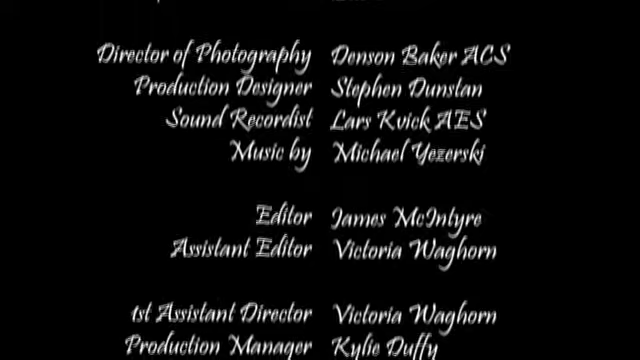 Director of Photography Denson Baker ACS
Production Designer Stephen Dunstan
Sound Recordist Lars Kvick AES
Music by Michael Yezerski
Editor James McIntyre
Assistant Editor Victoria Waghorn
1st Assistant Director Victoria Waghorn
Production Manager Kylie Duffy